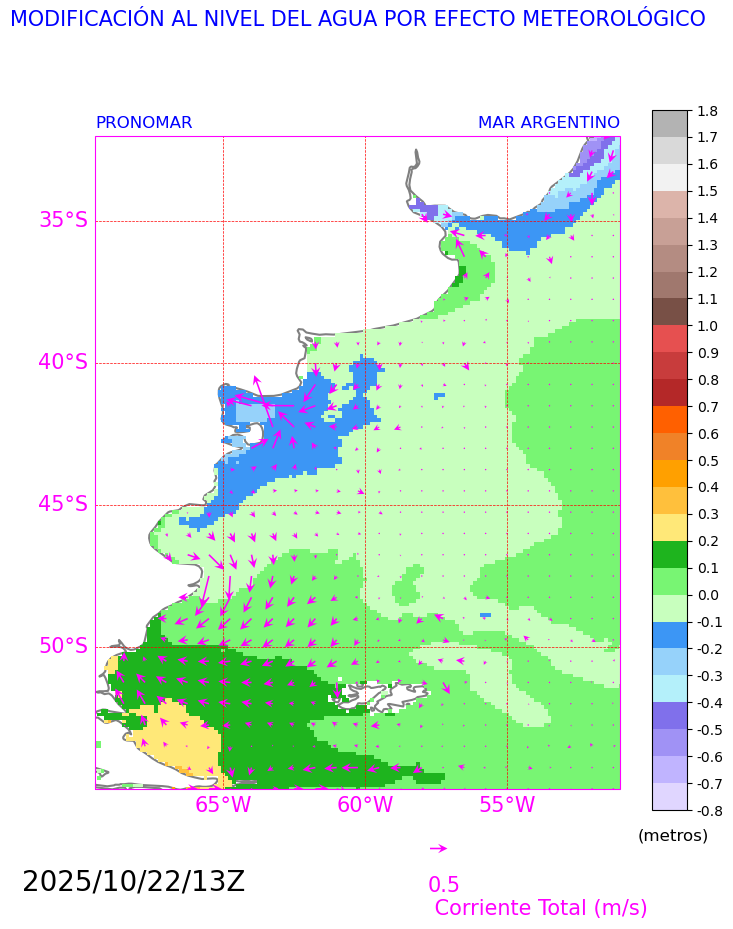 MODIFICACIÓN AL NIVEL DEL AGUA POR EFECTO METEOROLÓGICO
PRONOMAR
MAR ARGENTINO
35°S
40°S
45°S
50°S
65°W
60°W
55°W
1.8
1.7
1.6
1.5
1.4
1.3
1.2
1.1
1.0
0.9
0.8
0.7
0.6
0.5
0.4
0.3
0.2
0.1
0.0
-0.1
-0.2
-0.3
-0.4
-0.5
-0.6
-0.7
-0.8
(metros)
2025/10/22/13Z
0.5
Corriente Total (m/s)